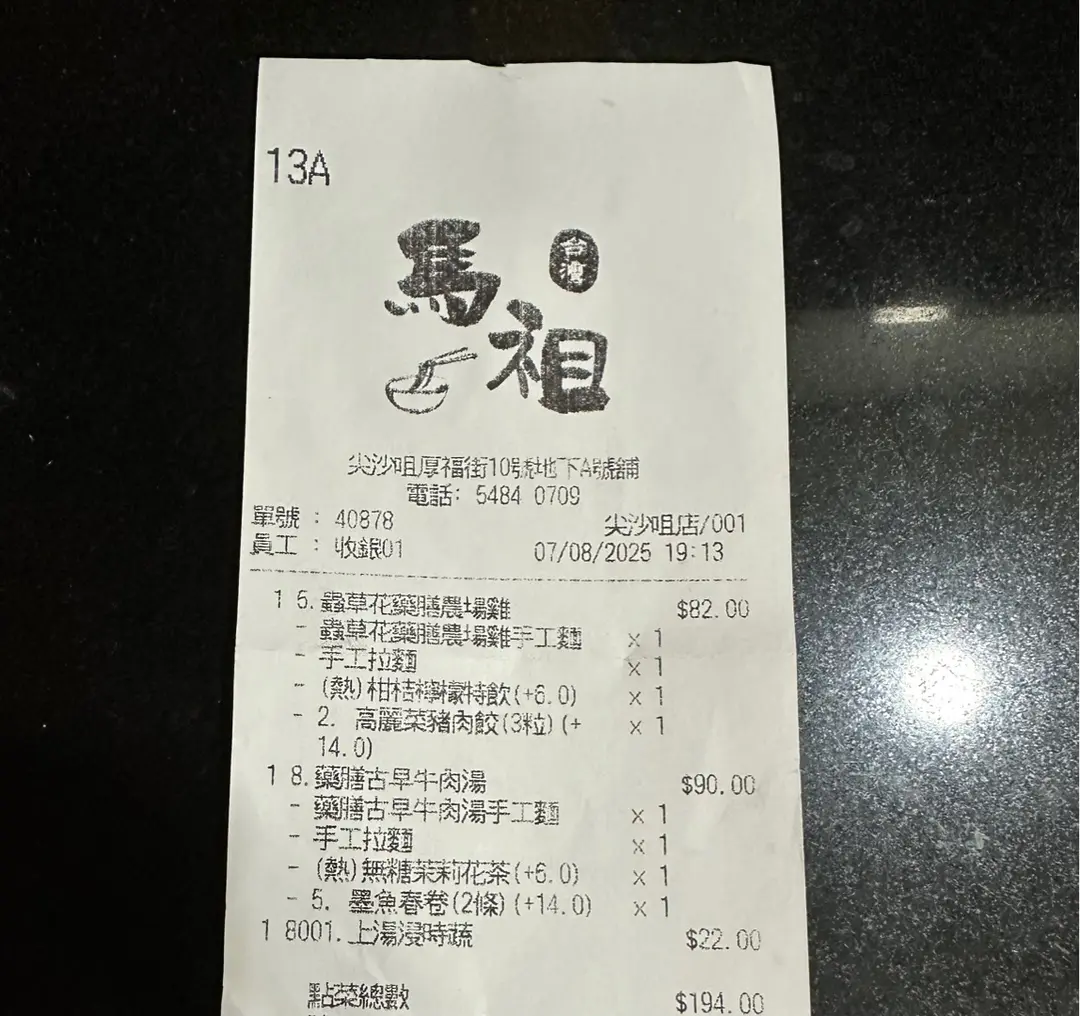 13A
馬祖
台灣
尖沙咀厚福街10號地下A號舖
電話: 5484 0709
單號 : 40878 尖沙咀店/001
員工 : 收銀01 07/08/2025 19:13
1 5. 蟲草花藥膳農場雞 $82.00
- 蟲草花藥膳農場雞手工麵 x 1
- 手工拉麵 x 1
- (熱)柑桔檸檬特飲(+6.0) x 1
- 2. 高麗菜豬肉餃(3粒)(+ x 1
14.0)
1 8. 藥膳古早牛肉湯 $90.00
- 藥膳古早牛肉湯手工麵 x 1
- 手工拉麵 x 1
- (熱)無糖茉莉花茶(+6.0) x 1
- 5. 墨魚春卷(2條)(+14.0) x 1
1 8001. 上湯浸時蔬 $22.00
點菜總數 $194.00